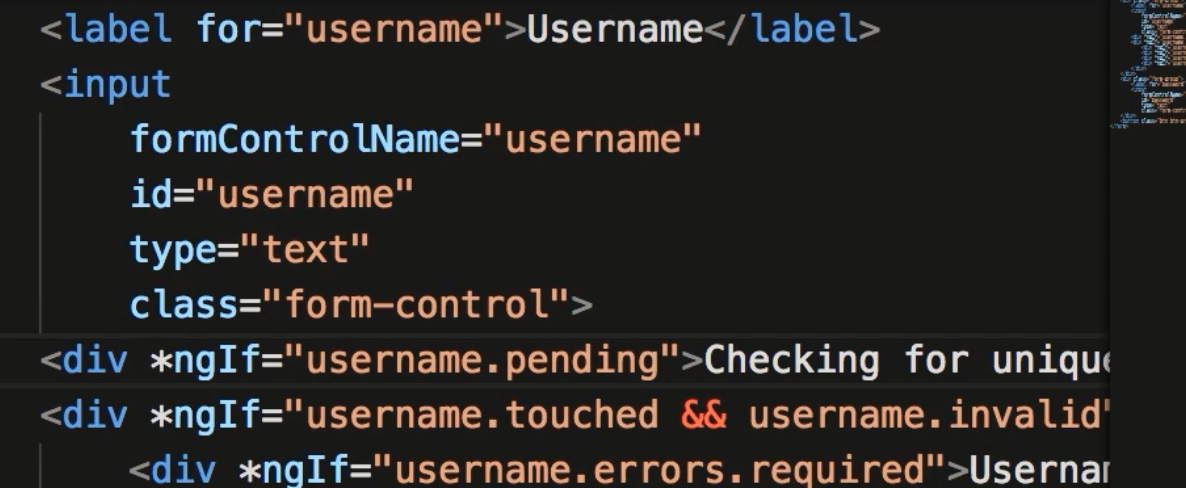 <label for="username">Username</label>
<input
formControlName="username"
id="username"
type="text"
class="form-control">
<div *ngIf="username.pending">Checking for unique
<div *ngIf="username.touched && username.invalid"
<div *ngIf="username.errors.required">Usernam